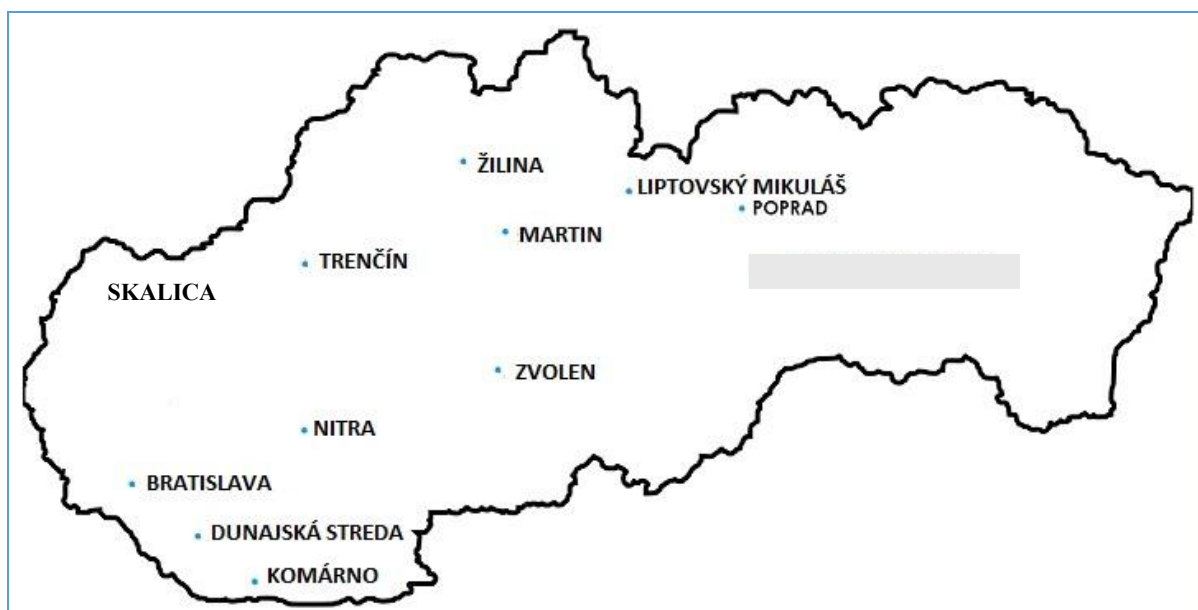 ŽILINA
LIPTOVSKÝ MIKULÁŠ
POPRAD
MARTIN
TRENČÍN
SKALICA
ZVOLEN
NITRA
BRATISLAVA
DUNAJSKÁ STREDA
KOMÁRNO